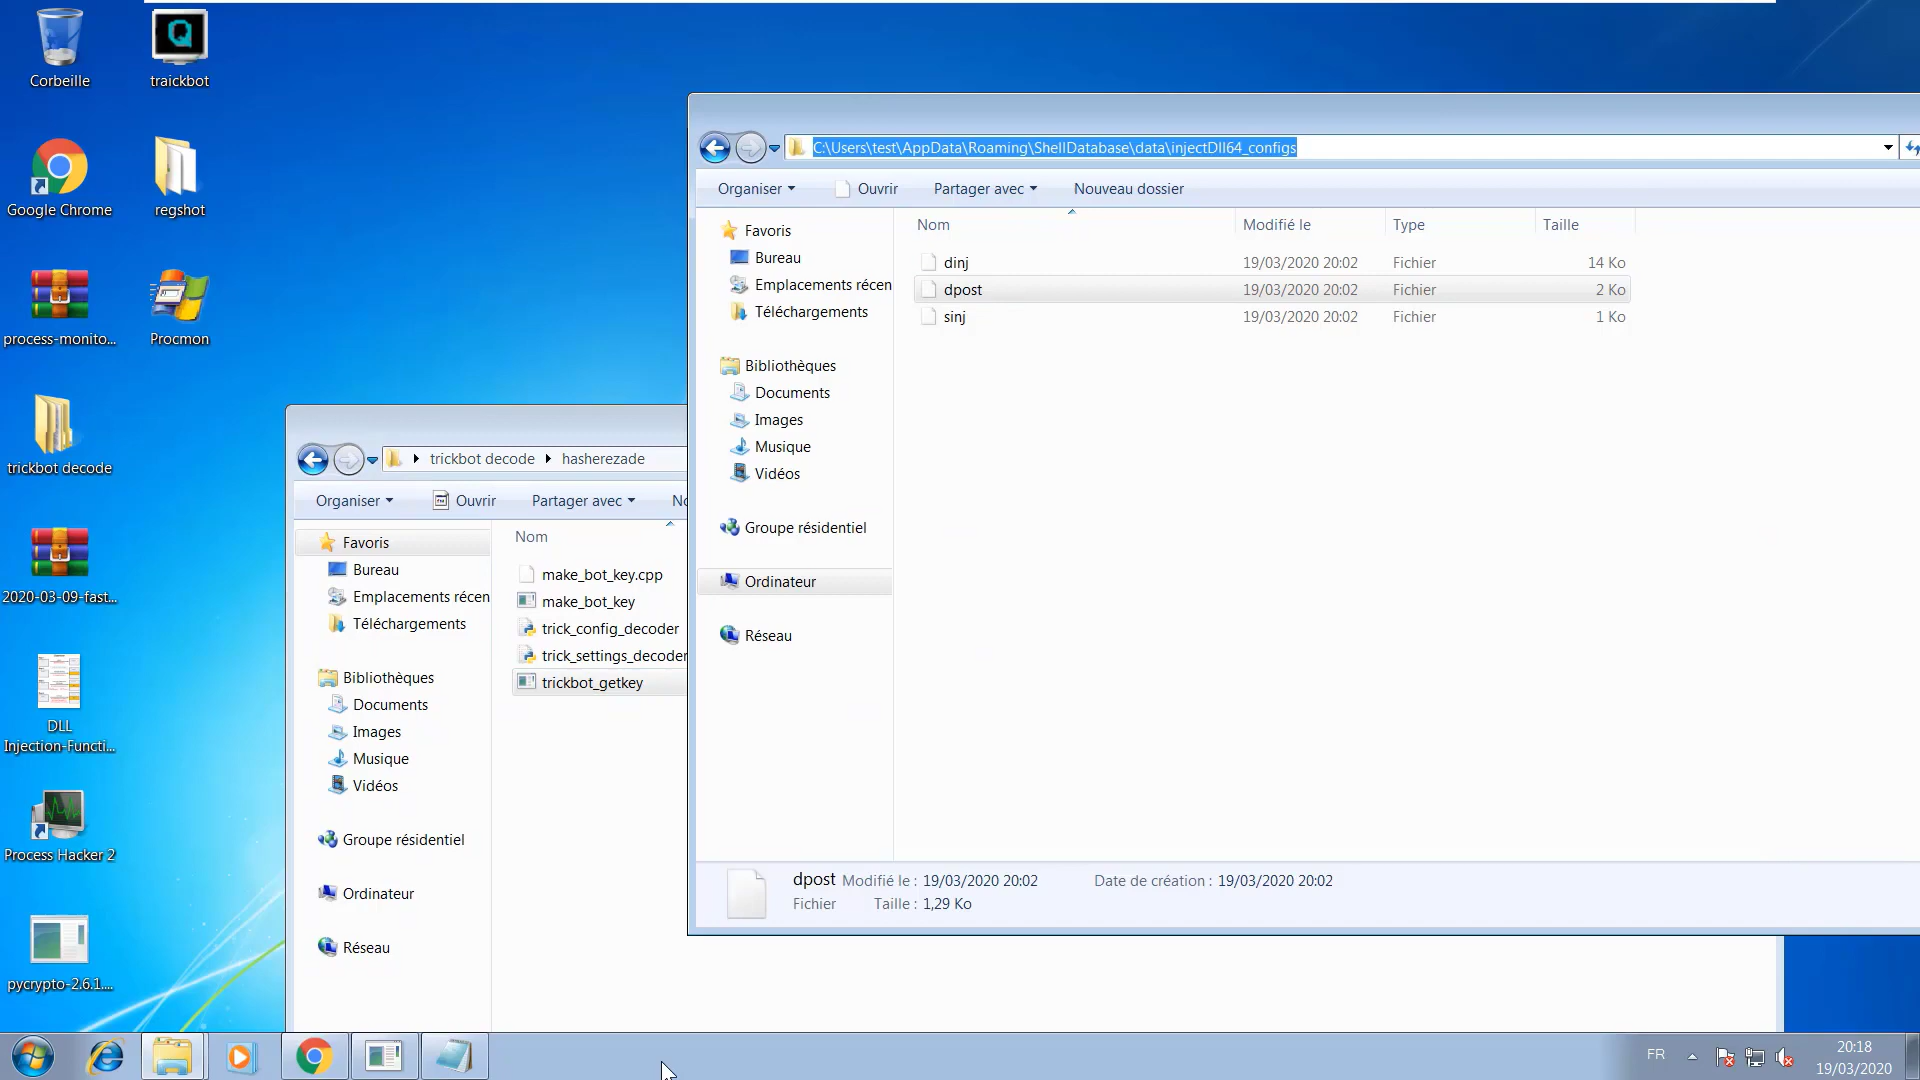 Corbeille
traickbot
Google Chrome
regshot
process-monito...
Procmon
trickbot decode
2020-03-09-fast...
DLL
Injection-Functi...
Process Hacker 2
pycrypto-2.6.1....
C:\Users\test\AppData\Roaming\ShellDatabase\data\injectDll64_configs
Organiser
Ouvrir
Partager avec
Nouveau dossier
Favoris
Bureau
Emplacements récen
Téléchargements
Bibliothèques
Documents
Images
Musique
Vidéos
Groupe résidentiel
Ordinateur
Réseau
Nom Modifié le Type Taille
dinj 19/03/2020 20:02 Fichier 14 Ko
dpost 19/03/2020 20:02 Fichier 2 Ko
sinj 19/03/2020 20:02 Fichier 1 Ko
dpost Modifié le : 19/03/2020 20:02 Date de création : 19/03/2020 20:02
Fichier Taille : 1,29 Ko
trickbot decode hasherezade
Organiser Ouvrir Partager avec No
Favoris
Bureau
Emplacements récen
Téléchargements
Bibliothèques
Documents
Images
Musique
Vidéos
Groupe résidentiel
Ordinateur
Réseau
Nom
make_bot_key.cpp
make_bot_key
trick_config_decoder
trick_settings_decoder
trickbot_getkey
FR
20:18
19/03/2020